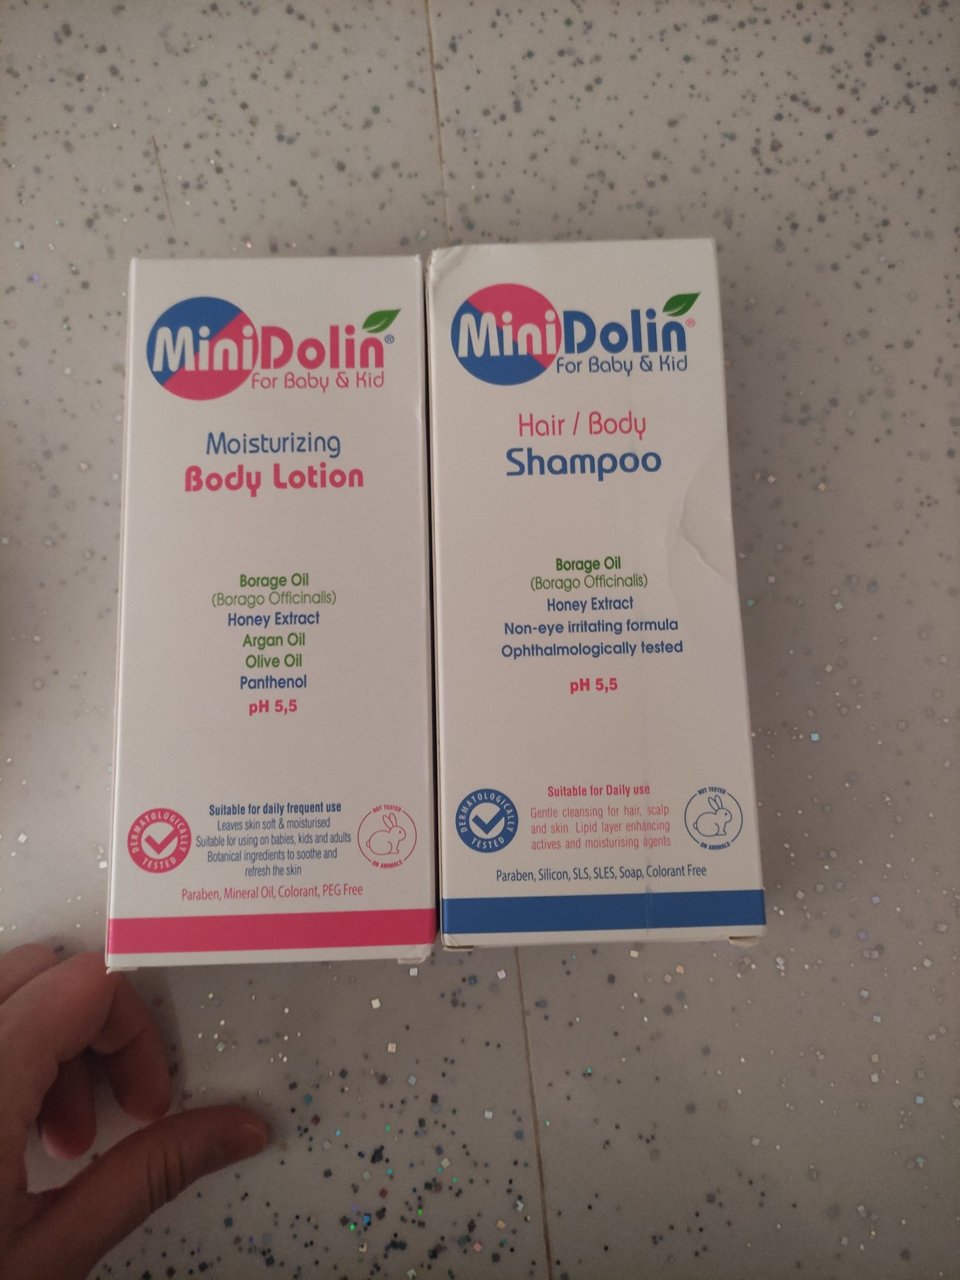 MiniDolin®
For Baby & Kid
Moisturizing
Body Lotion
Borage Oil
(Borago Officinalis)
Honey Extract
Argan Oil
Olive Oil
Panthenol
pH 5,5
DERMATOLOGICALLY
TESTED
Suitable for daily frequent use
Leaves skin soft & moisturised
Suitable for using on babies, kids and adults
Botanical ingredients to soothe and
refresh the skin
NOT TESTED
ON ANIMALS
Paraben, Mineral Oil, Colorant, PEG Free
MiniDolin®
For Baby & Kid
Hair / Body
Shampoo
Borage Oil
(Borago Officinalis)
Honey Extract
Non-eye irritating formula
Ophthalmologically tested
pH 5,5
DERMATOLOGICALLY
TESTED
Suitable for Daily use
Gentle cleansing for hair, scalp
and skin. Lipid layer enhancing
actives and moisturising agents
NOT TESTED
ON ANIMALS
Paraben, Silicon, SLS, SLES, Soap, Colorant Free